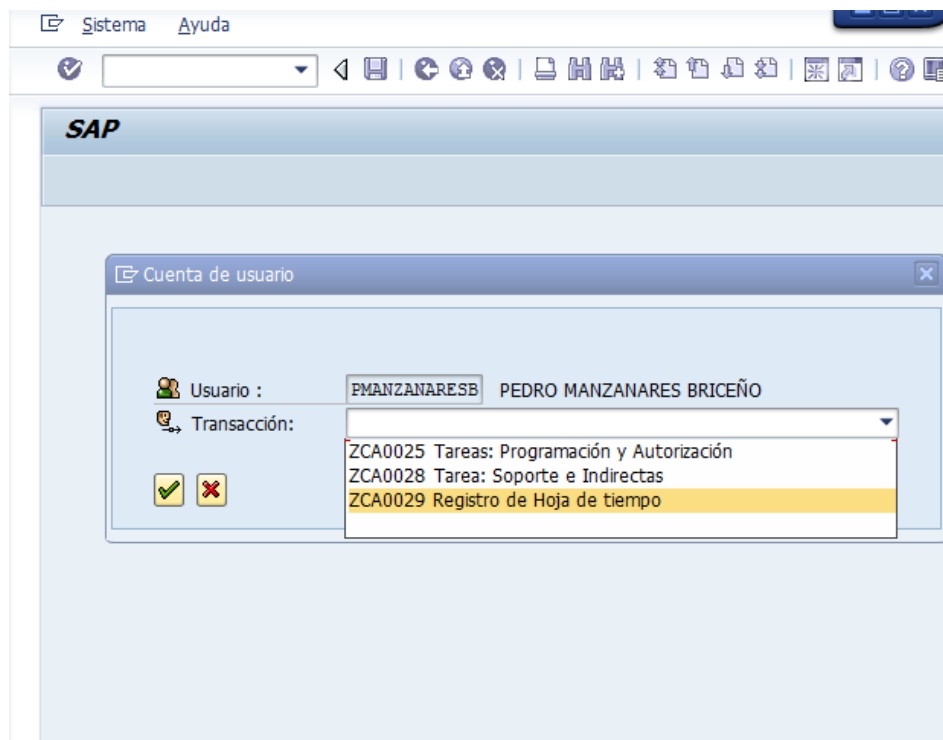 Sistema Ayuda
SAP
Cuenta de usuario
Usuario : PMANZANARESB PEDRO MANZANARES BRICEÑO
Transacción:
ZCA0025 Tareas: Programación y Autorización
ZCA0028 Tarea: Soporte e Indirectas
ZCA0029 Registro de Hoja de tiempo